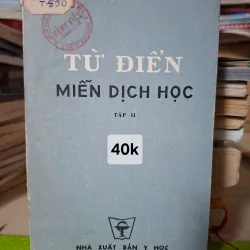 TỪ ĐIỂN
MIỄN DỊCH HỌC
TẬP II
40k
NHÀ XUẤT BẢN Y HỌC